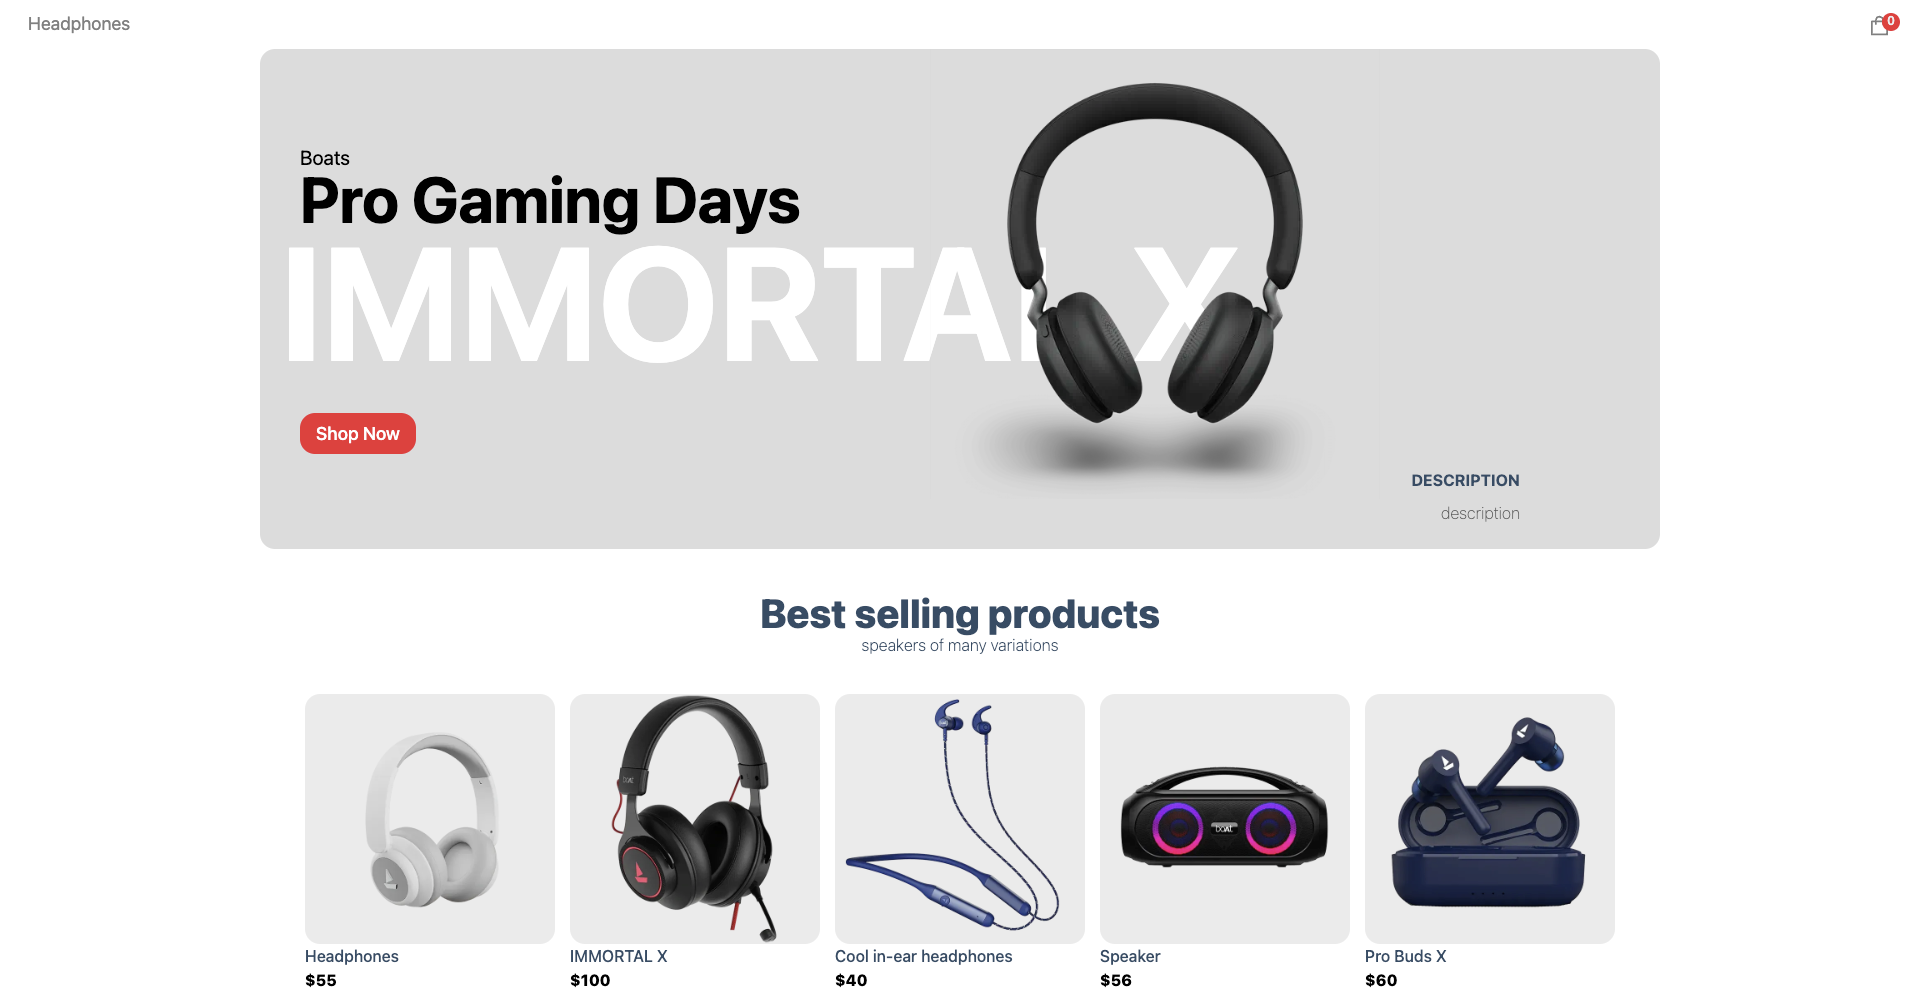 Headphones
0
Boats
Pro Gaming Days
IMMORTAL X
Shop Now
DESCRIPTION
description
Best selling products
speakers of many variations
Headphones
$55
IMMORTAL X
$100
Cool in-ear headphones
$40
Speaker
$56
Pro Buds X
$60